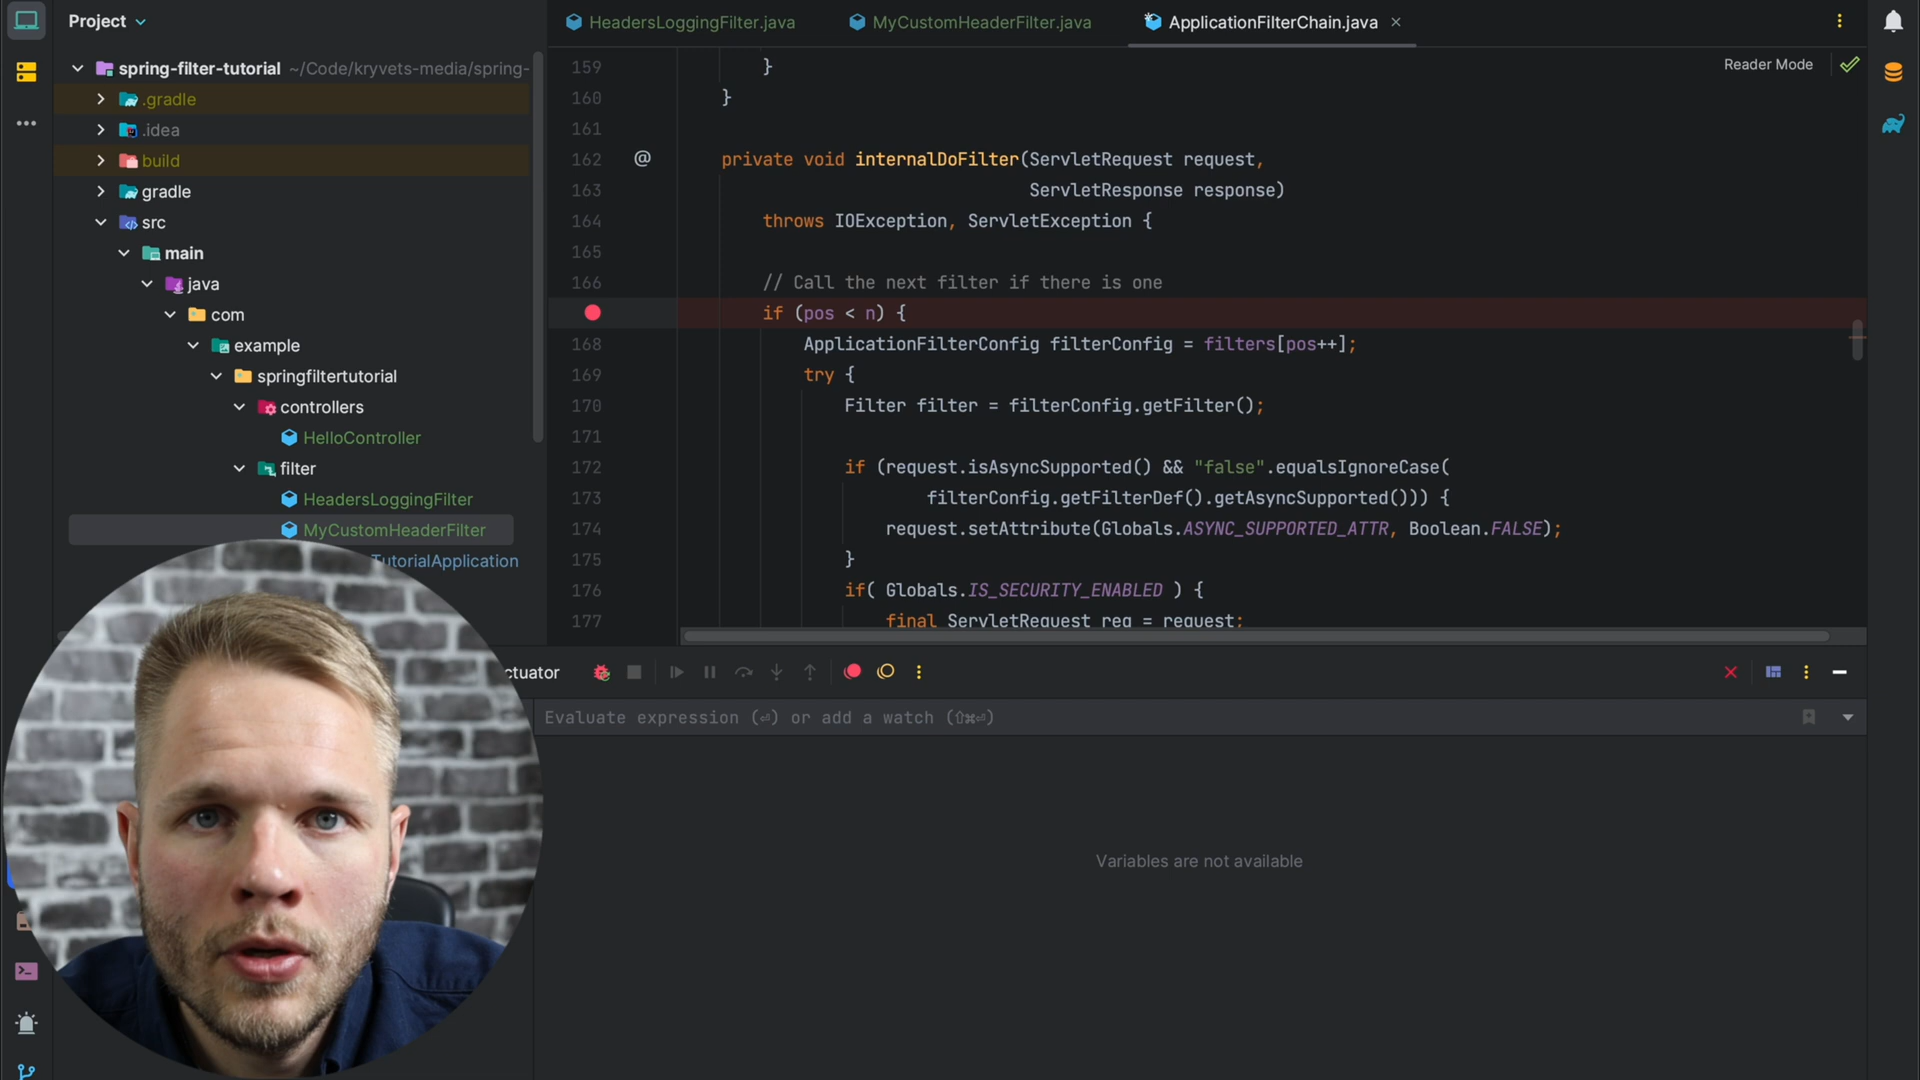 Project
HeadersLoggingFilter.java
MyCustomHeaderFilter.java
ApplicationFilterChain.java
Reader Mode
spring-filter-tutorial ~/Code/kryvets-media/spring-
.gradle
.idea
build
gradle
src
main
java
com
example
springfiltertutorial
controllers
HelloController
filter
HeadersLoggingFilter
MyCustomHeaderFilter
TutorialApplication
159 }
160 }
161
162 @ private void internalDoFilter(ServletRequest request,
163 ServletResponse response)
164 throws IOException, ServletException {
165
166 // Call the next filter if there is one
if (pos < n) {
168 ApplicationFilterConfig filterConfig = filters[pos++];
169 try {
170 Filter filter = filterConfig.getFilter();
171
172 if (request.isAsyncSupported() && "false".equalsIgnoreCase(
173 filterConfig.getFilterDef().getAsyncSupported())) {
174 request.setAttribute(Globals.ASYNC_SUPPORTED_ATTR, Boolean.FALSE);
175 }
176 if( Globals.IS_SECURITY_ENABLED ) {
177 final ServletRequest req = request;
ctuator
Evaluate expression (⏎) or add a watch (⇧⌘⏎)
Variables are not available